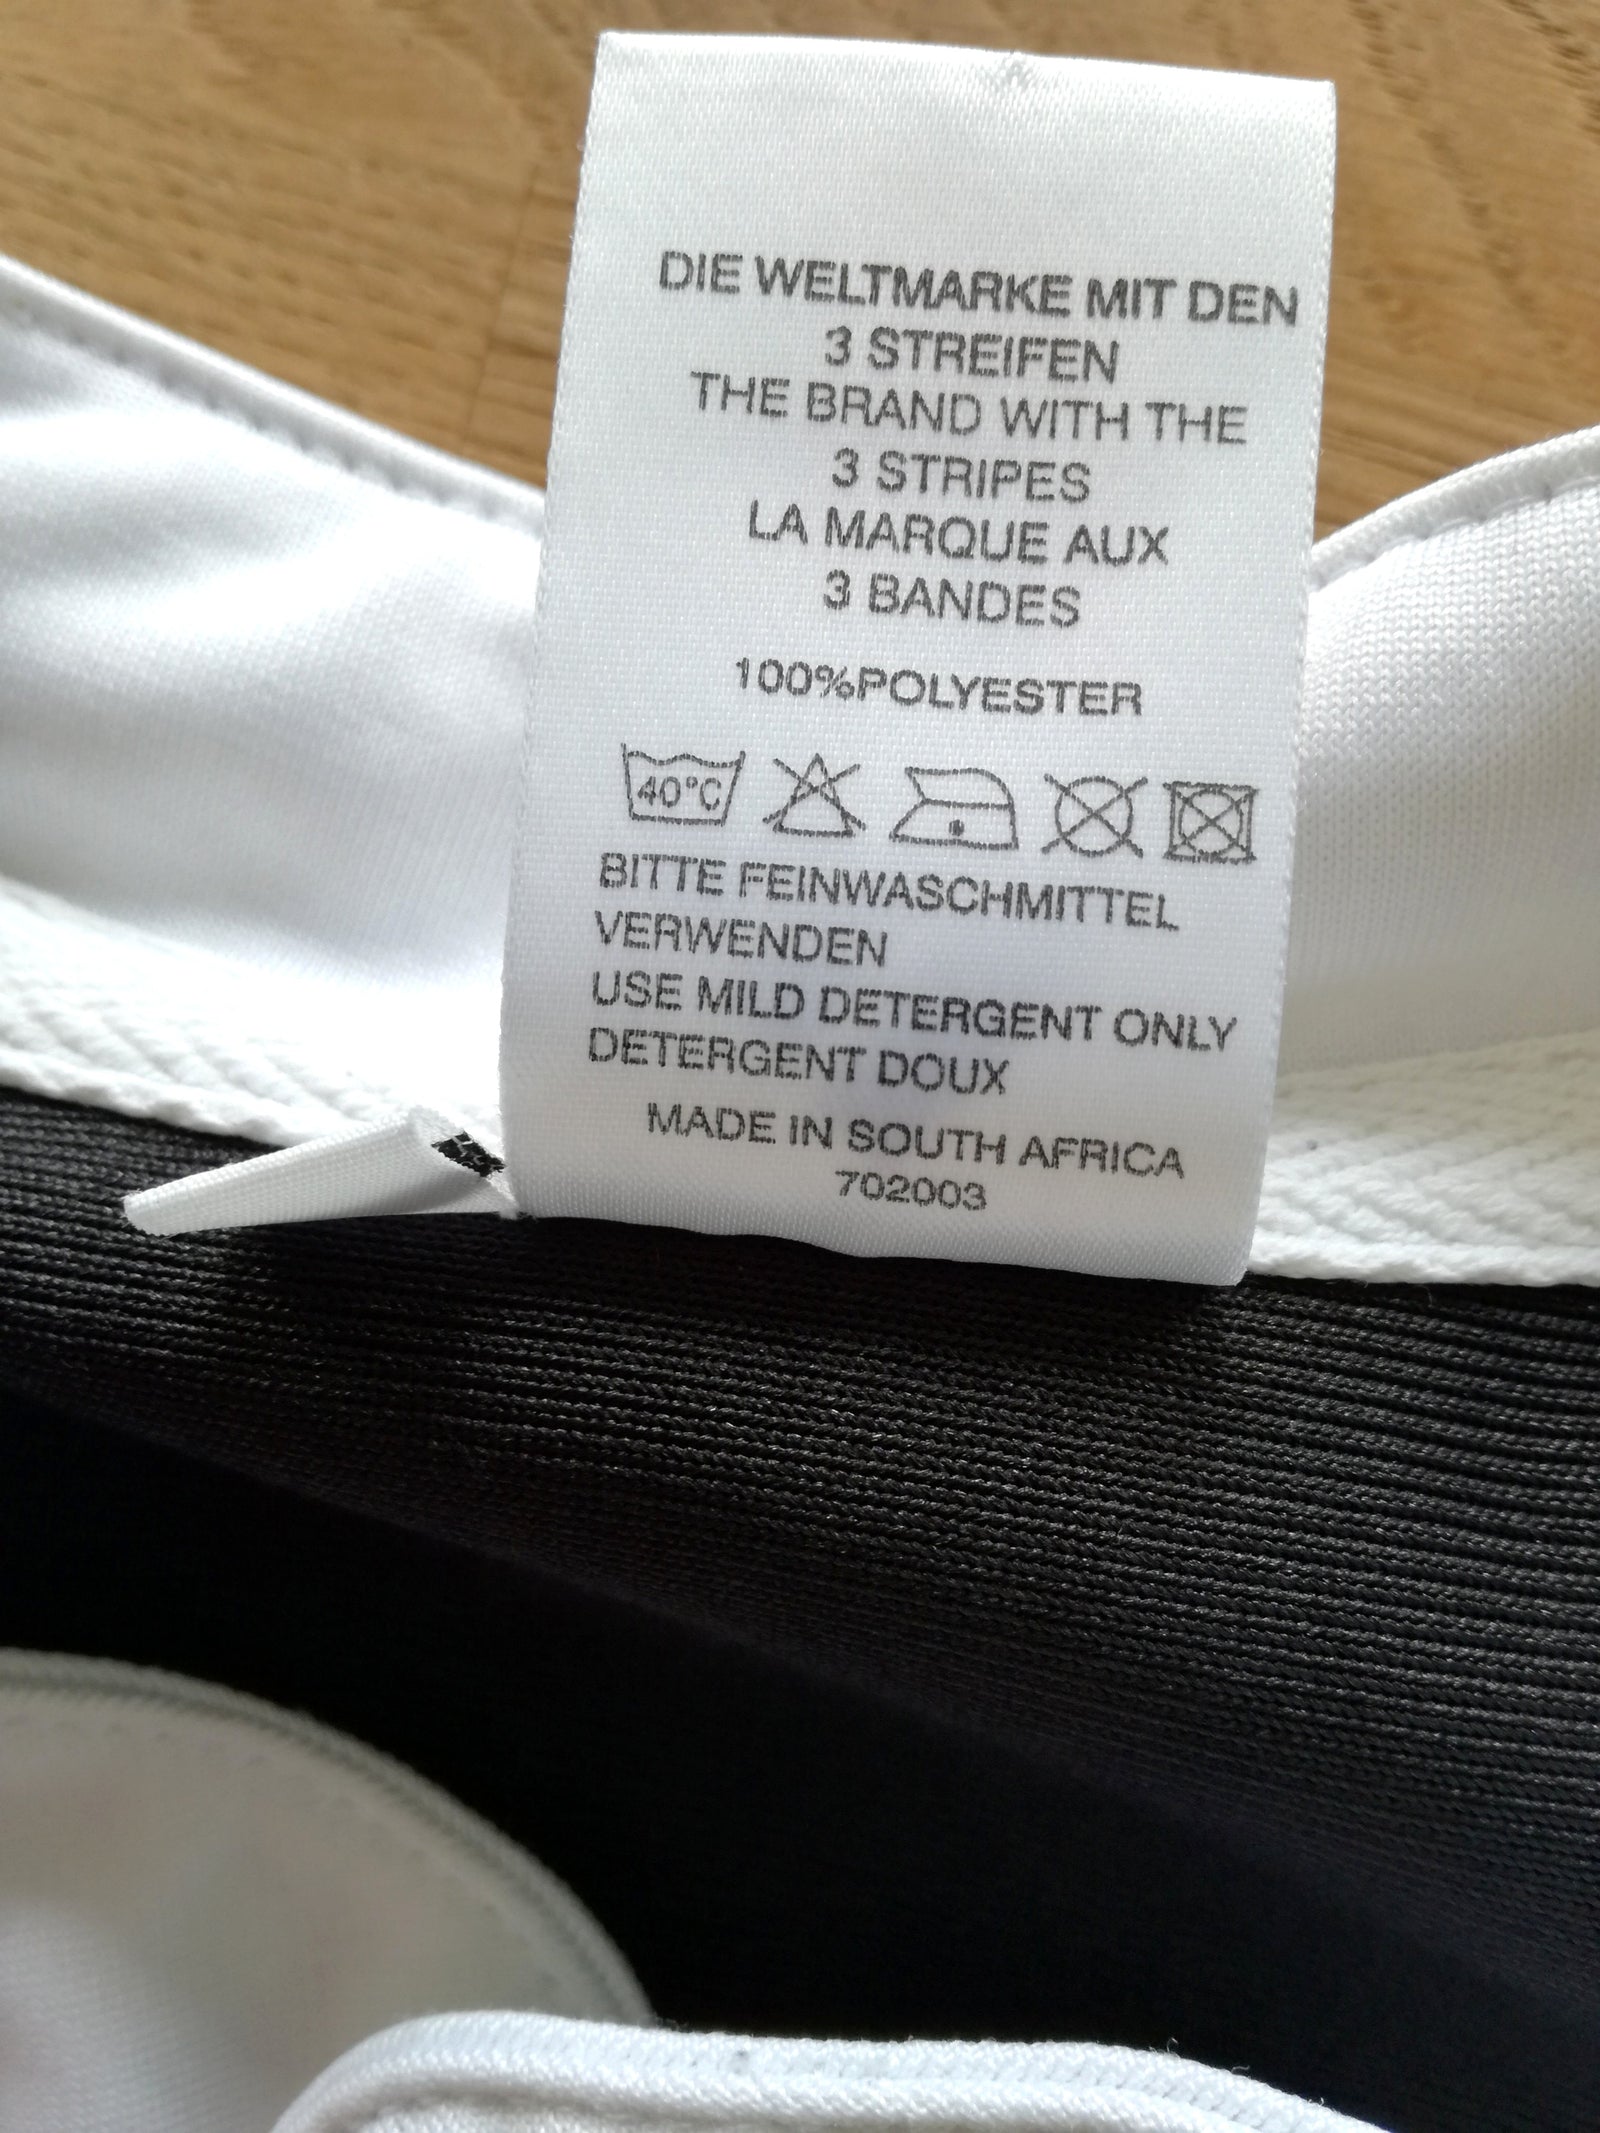 DIE WELTMARKE MIT DEN
3 STREIFEN
THE BRAND WITH THE
3 STRIPES
LA MARQUE AUX
3 BANDES
100%POLYESTER
40°C
BITTE FEINWASCHMITTEL
VERWENDEN
USE MILD DETERGENT ONLY
DETERGENT DOUX
MADE IN SOUTH AFRICA
702003